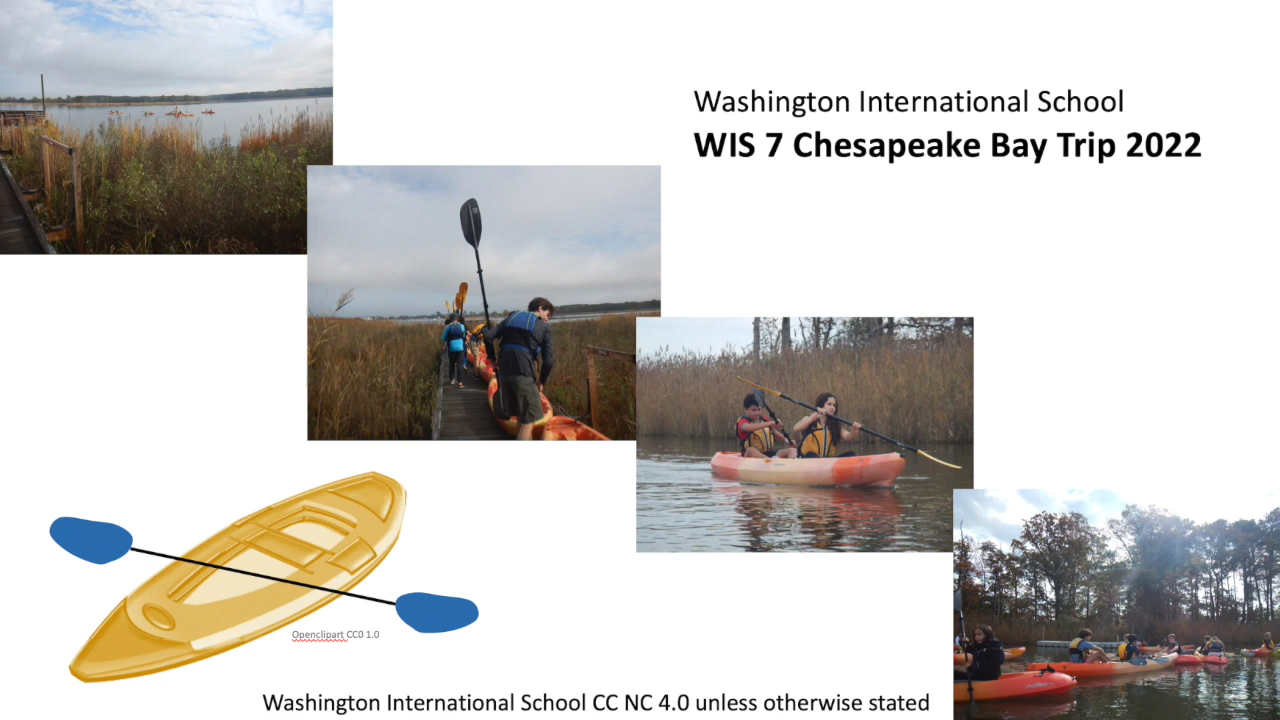 Washington International School
WIS 7 Chesapeake Bay Trip 2022
Openclipart CC0 1.0
Washington International School CC NC 4.0 unless otherwise stated